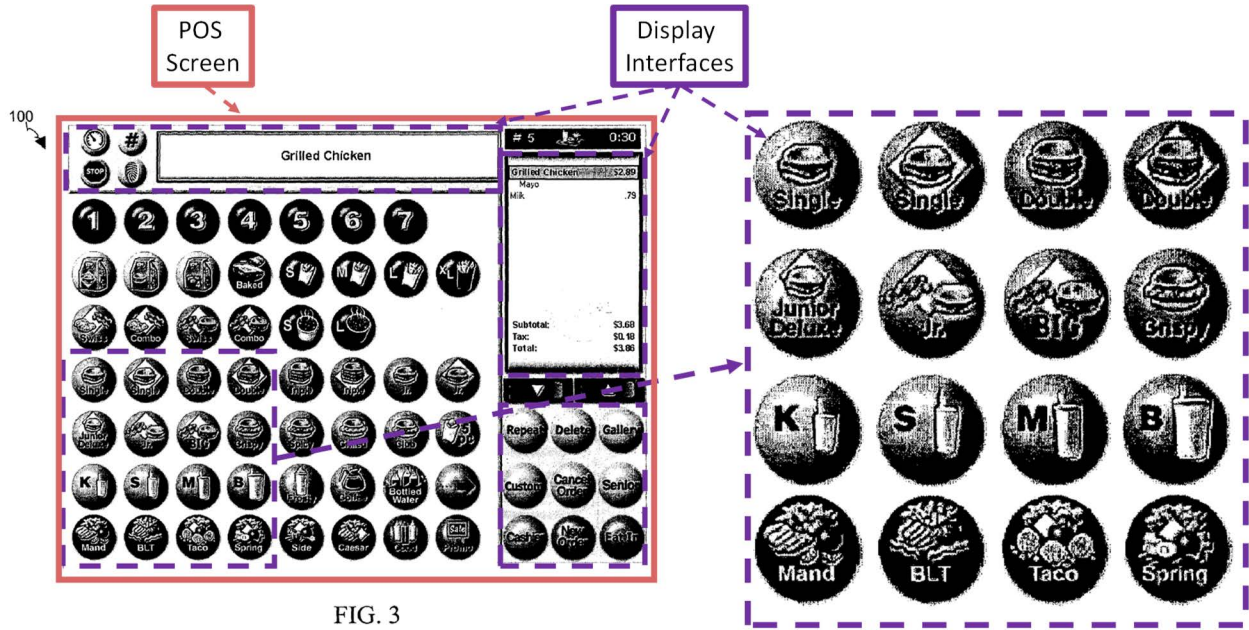 POS
Screen
Display
Interfaces
100
#
STOP
Grilled Chicken
# 5
0:30
Grilled Chicken
$2.89
Mayo
Milk
.79
Subtotal:
$3.68
Tax:
$0.18
Total:
$3.86
1 2 3 4 5 6 7
Baked S M L XL
Swiss Combo Swiss Combo S L
Single Single Double Double Triple Triple Jr. Jr.
Junior
Deluxe Jr. BIG Crispy Spicy Club
K S M B Frosty Coffee Bottled
Water
Mand BLT Taco Spring Side Caesar Promo
Sale
Repeat Delete Gallery
Custom Cancel
Order Senior
Cashier New
Order Eat In
Single Single Double Double
Junior
Deluxe Jr. BIG Crispy
K S M B
Mand BLT Taco Spring
FIG. 3